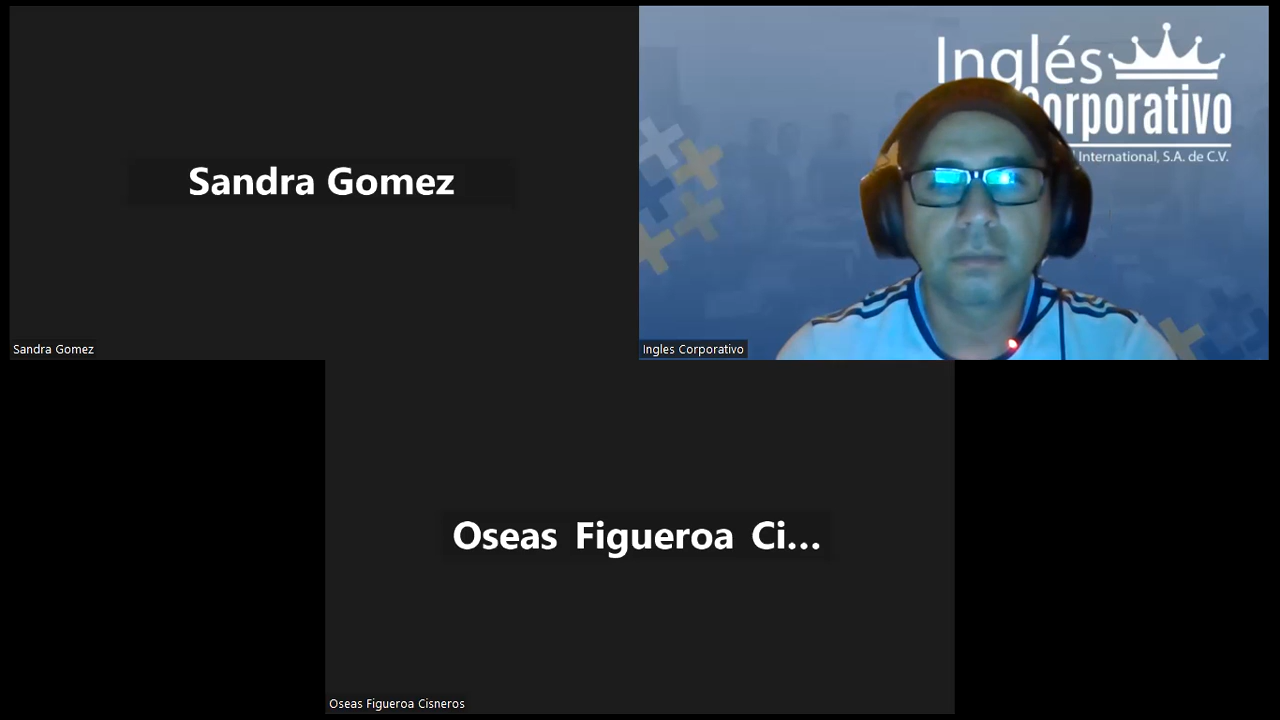 Sandra Gomez
Sandra Gomez
Inglés
Corporativo
International, S.A. de C.V.
Ingles Corporativo
Oseas Figueroa Ci...
Oseas Figueroa Cisneros